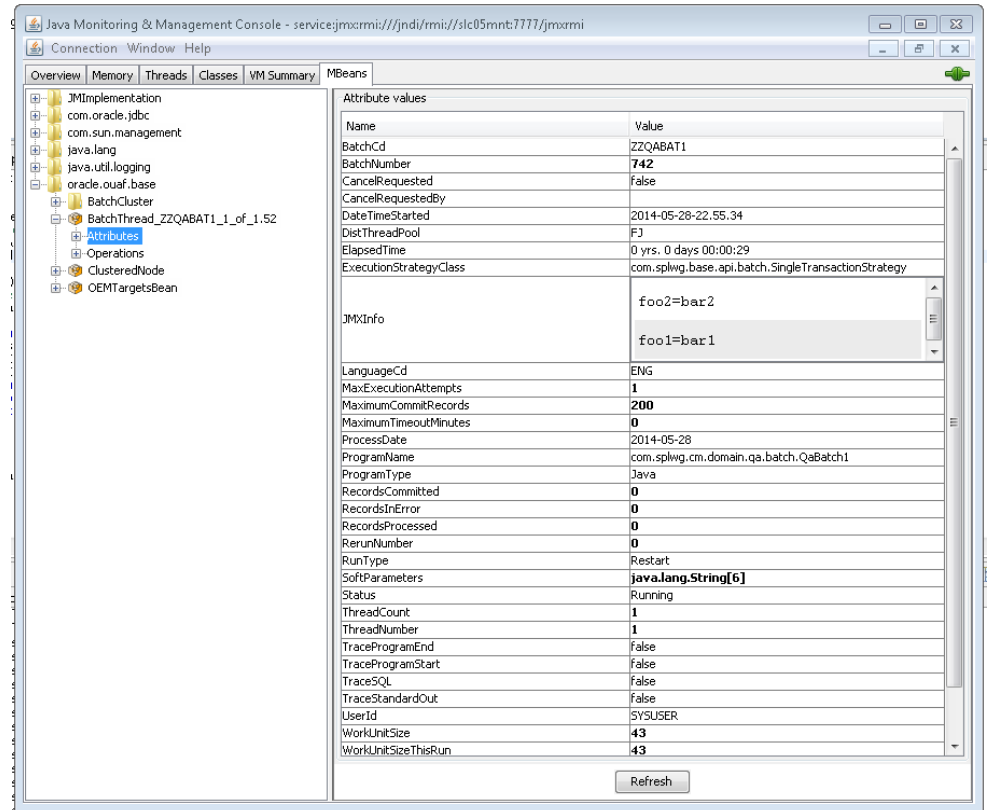 Java Monitoring & Management Console - service:jmx:rmi:///jndi/rmi://slc05mnt:7777/jmxrmi
Connection Window Help
Overview Memory Threads Classes VM Summary MBeans
JMImplementation
com.oracle.jdbc
com.sun.management
java.lang
java.util.logging
oracle.ouaf.base
BatchCluster
BatchThread_ZZQABAT1_1_of_1.52
Attributes
Operations
ClusteredNode
OEMTargetsBean
Attribute values
Name Value
BatchCd ZZQABAT1
BatchNumber 742
CancelRequested false
CancelRequestedBy
DateTimeStarted 2014-05-28-22.55.34
DistThreadPool FJ
ElapsedTime 0 yrs. 0 days 00:00:29
ExecutionStrategyClass com.splwg.base.api.batch.SingleTransactionStrategy
JMXInfo foo2=bar2
foo1=bar1
LanguageCd ENG
MaxExecutionAttempts 1
MaximumCommitRecords 200
MaximumTimeoutMinutes 0
ProcessDate 2014-05-28
ProgramName com.splwg.cm.domain.qa.batch.QaBatch1
ProgramType Java
RecordsCommitted 0
RecordsInError 0
RecordsProcessed 0
RerunNumber 0
RunType Restart
SoftParameters java.lang.String[6]
Status Running
ThreadCount 1
ThreadNumber 1
TraceProgramEnd false
TraceProgramStart false
TraceSQL false
TraceStandardOut false
UserId SYSUSER
WorkUnitSize 43
WorkUnitSizeThisRun 43
Refresh